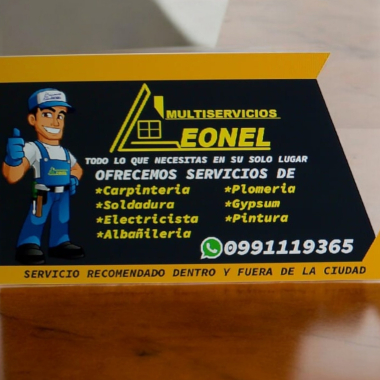 MULTISERVICIOS
LEONEL
TODO LO QUE NECESITAS EN SU SOLO LUGAR
OFRECEMOS SERVICIOS DE
*Carpinteria *Plomeria
*Soldadura *Gypsum
*Electricista *Pintura
*Albañileria
0991119365
SERVICIO RECOMENDADO DENTRO Y FUERA DE LA CIUDAD